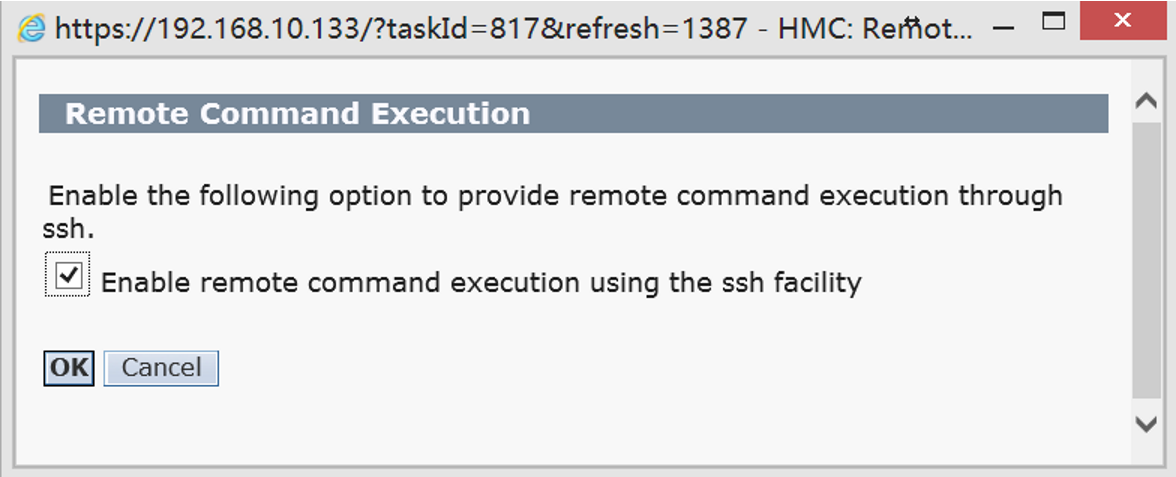 https://192.168.10.133/?taskId=817&refresh=1387 - HMC: Remot...
Remote Command Execution
Enable the following option to provide remote command execution through
ssh.
Enable remote command execution using the ssh facility
OK Cancel